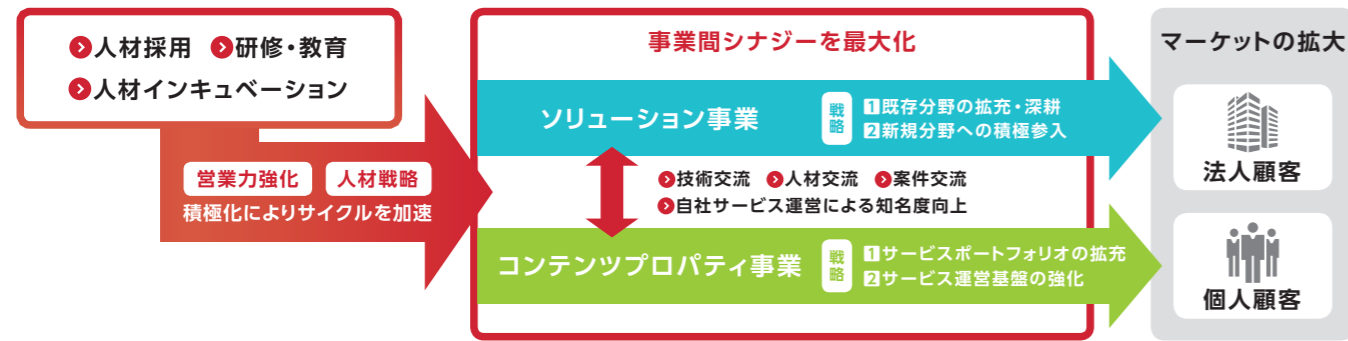 人材採用 研修・教育
人材インキュベーション
営業力強化 人材戦略
積極化によりサイクルを加速
事業間シナジーを最大化
ソリューション事業
戦略
1既存分野の拡充・深耕
2新規分野への積極参入
技術交流 人材交流 案件交流
自社サービス運営による知名度向上
コンテンツプロパティ事業
戦略
1サービスポートフォリオの拡充
2サービス運営基盤の強化
マーケットの拡大
法人顧客
個人顧客